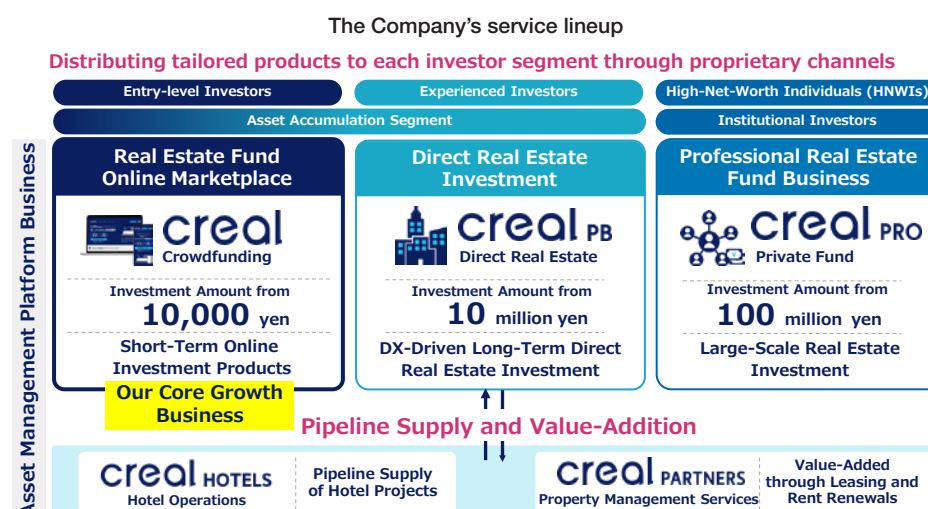 The Company's service lineup
Distributing tailored products to each investor segment through proprietary channels
Entry-level Investors
Experienced Investors
High-Net-Worth Individuals (HNWIs)
Asset Accumulation Segment
Institutional Investors
Asset Management Platform Business
Real Estate Fund
Online Marketplace
creal
Crowdfunding
Investment Amount from
10,000 yen
Short-Term Online
Investment Products
Our Core Growth
Business
Direct Real Estate
Investment
creal PB
Direct Real Estate
Investment Amount from
10 million yen
DX-Driven Long-Term Direct
Real Estate Investment
Professional Real Estate
Fund Business
creal PRO
Private Fund
Investment Amount from
100 million yen
Large-Scale Real Estate
Investment
Pipeline Supply and Value-Addition
creal HOTELS
Hotel Operations
Pipeline Supply
of Hotel Projects
creal PARTNERS
Property Management Services
Value-Added
through Leasing and
Rent Renewals